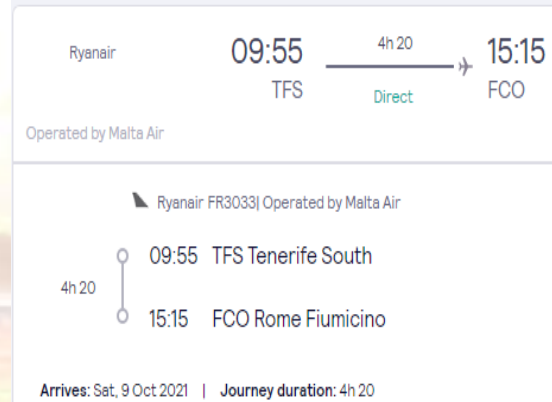 Ryanair 09:55 4h 20 15:15
TFS Direct FCO
Operated by Malta Air
Ryanair FR3033| Operated by Malta Air
09:55 TFS Tenerife South
4h 20
15:15 FCO Rome Fiumicino
Arrives: Sat, 9 Oct 2021 | Journey duration: 4h 20